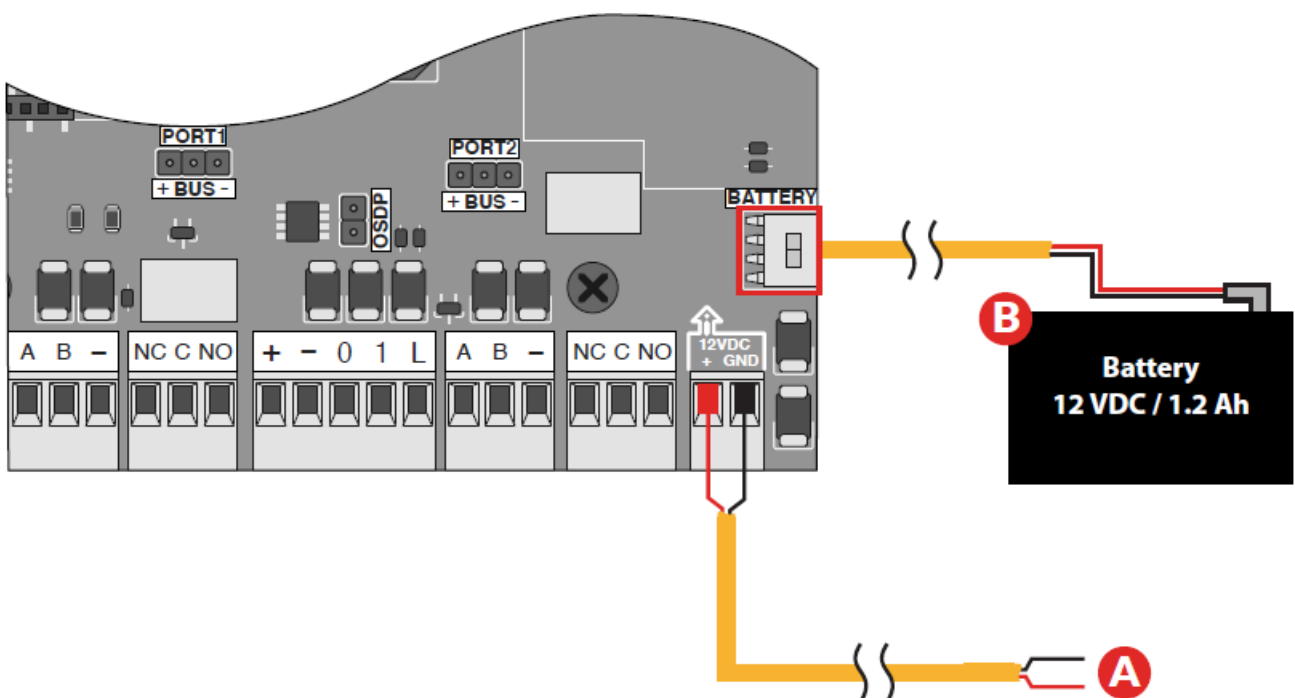 PORT1
+ BUS -
OSDP
PORT2
+ BUS -
BATTERY
A B -
NC C NO
+ - 0 1 L
A B -
NC C NO
12VDC
+ GND
B
Battery
12 VDC / 1.2 Ah
A